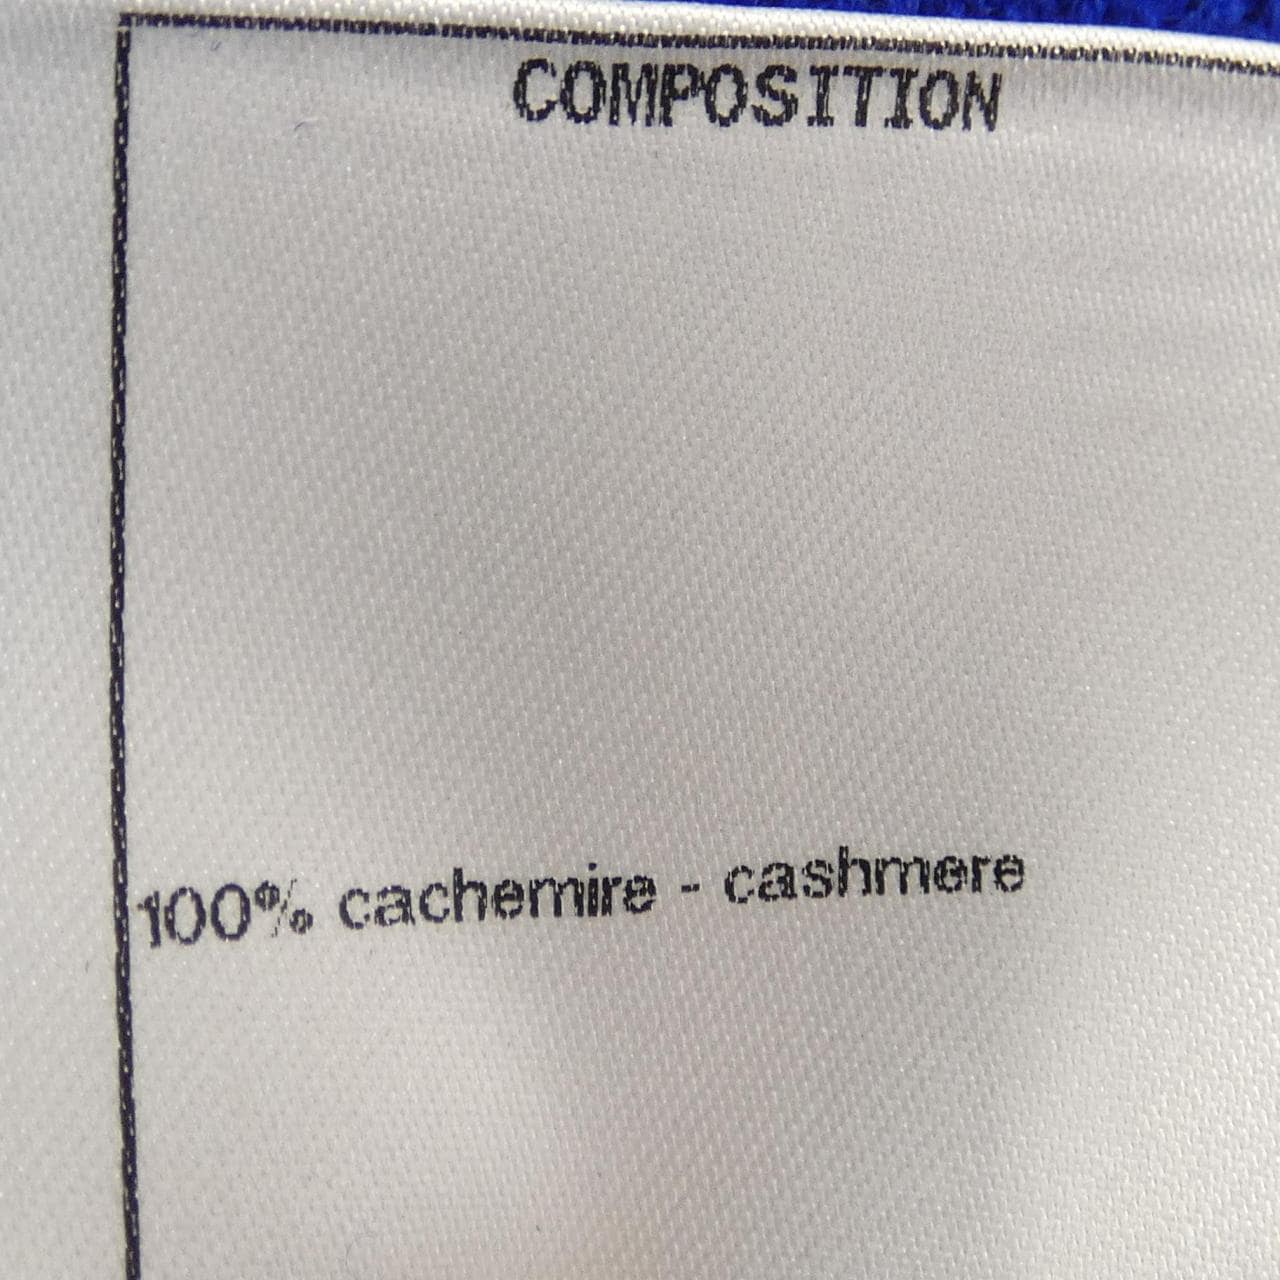 COMPOSITION
100% cachemire - cashmere